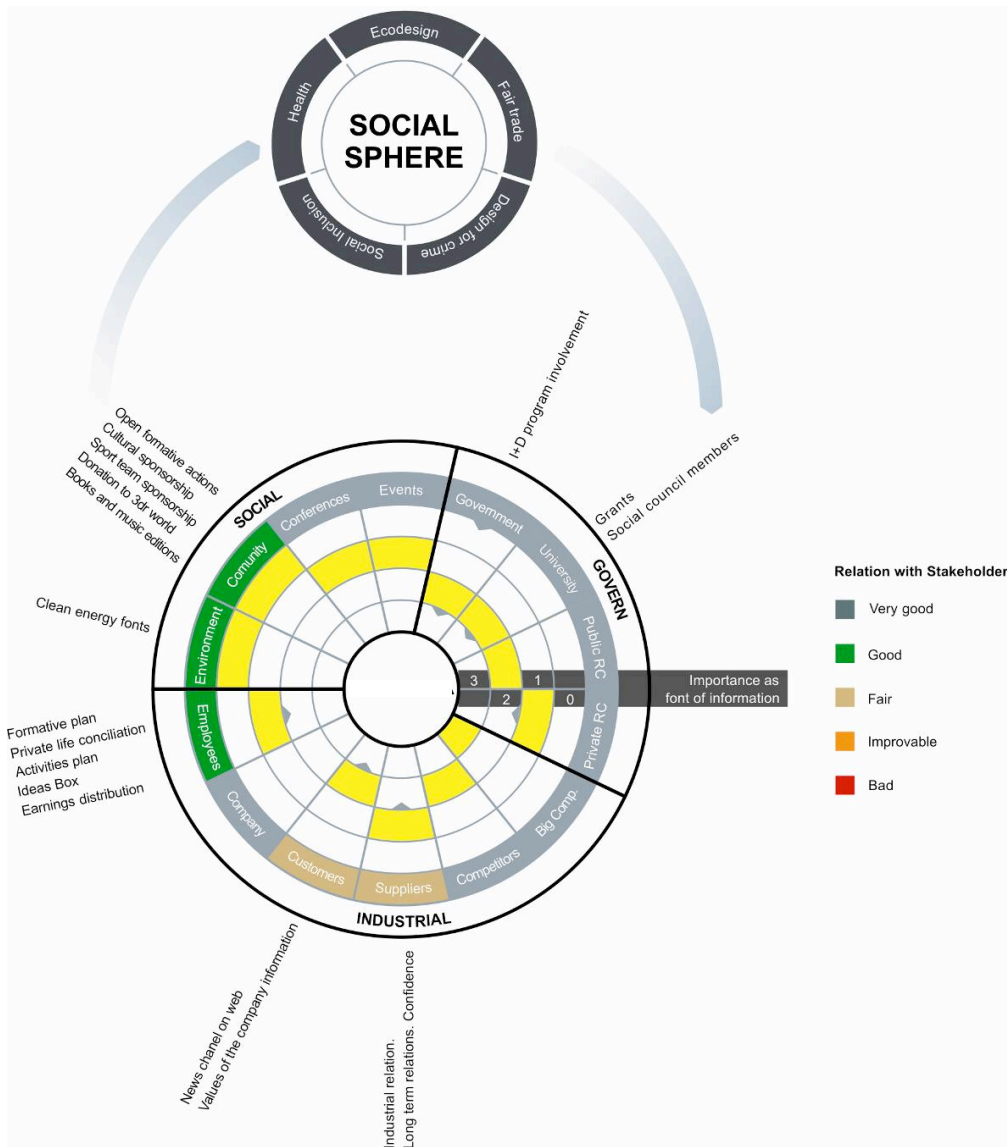 Ecodesign
Health
Fair trade
SOCIAL
SPHERE
Social Inclusion
Design for crime
I+D program involvement
Open formative actions
Cultural sponsorship
Sport team sponsorship
Donation to 3dr world
Books and music editions
Grants
Social council members
SOCIAL
Conferences
Events
Government
University
GOVERN
Comunity
Public RC
Clean energy fonts
Environment
Relation with Stakeholder
Very good
Good
Fair
Improvable
Bad
3
1
2
0
Importance as
font of information
Formative plan
Private life conciliation
Activities plan
Ideas Box
Earnings distribution
Employees
Private RC
Company
Big Comp.
Customers
Suppliers
Competitors
INDUSTRIAL
News chanel on web
Values of the company information
Industrial relation.
Long term relations. Confidence